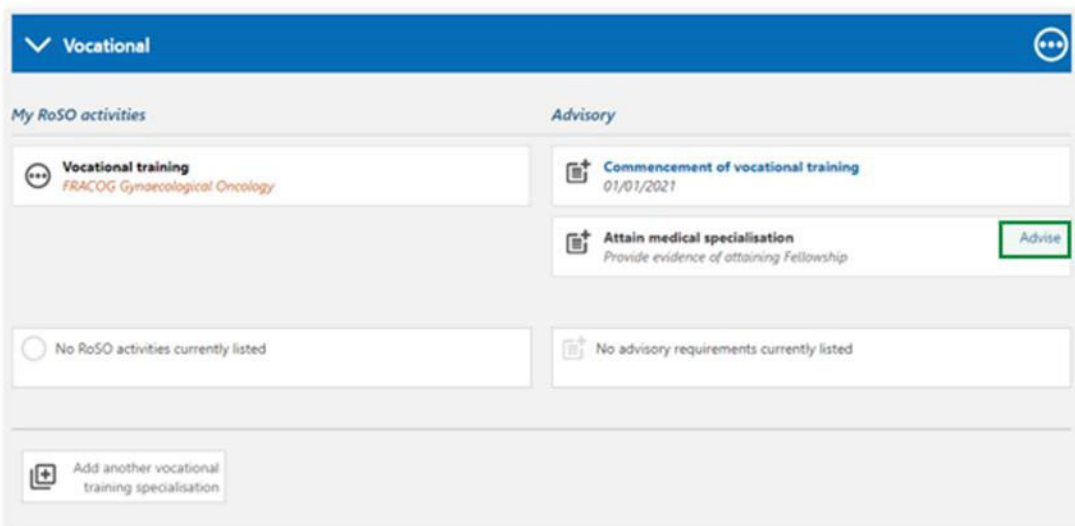 Vocational
My RoSO activities
Advisory
Vocational training
FRACOG Gynaecological Oncology
Commencement of vocational training
01/01/2021
Attain medical specialisation
Provide evidence of attaining Fellowship
Advise
No RoSO activities currently listed
No advisory requirements currently listed
Add another vocational
training specialisation